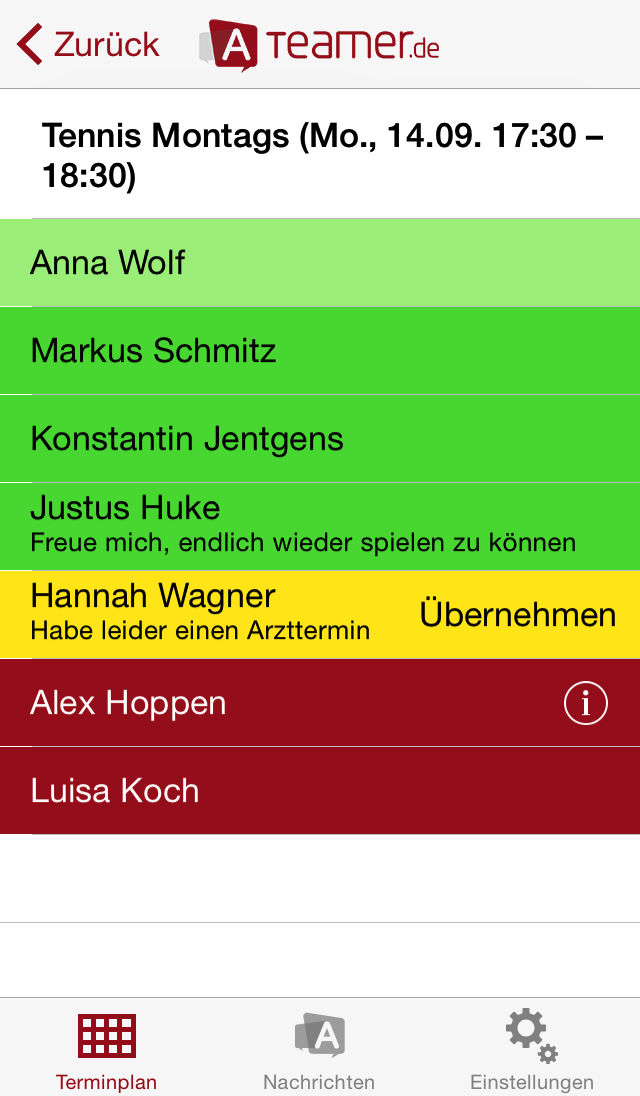 Zurück
A TEAMER.de
Tennis Montags (Mo., 14.09. 17:30 –
18:30)
Anna Wolf
Markus Schmitz
Konstantin Jentgens
Justus Huke
Freue mich, endlich wieder spielen zu können
Hannah Wagner
Habe leider einen Arzttermin
Übernehmen
Alex Hoppen
i
Luisa Koch
A
Terminplan
Nachrichten
Einstellungen